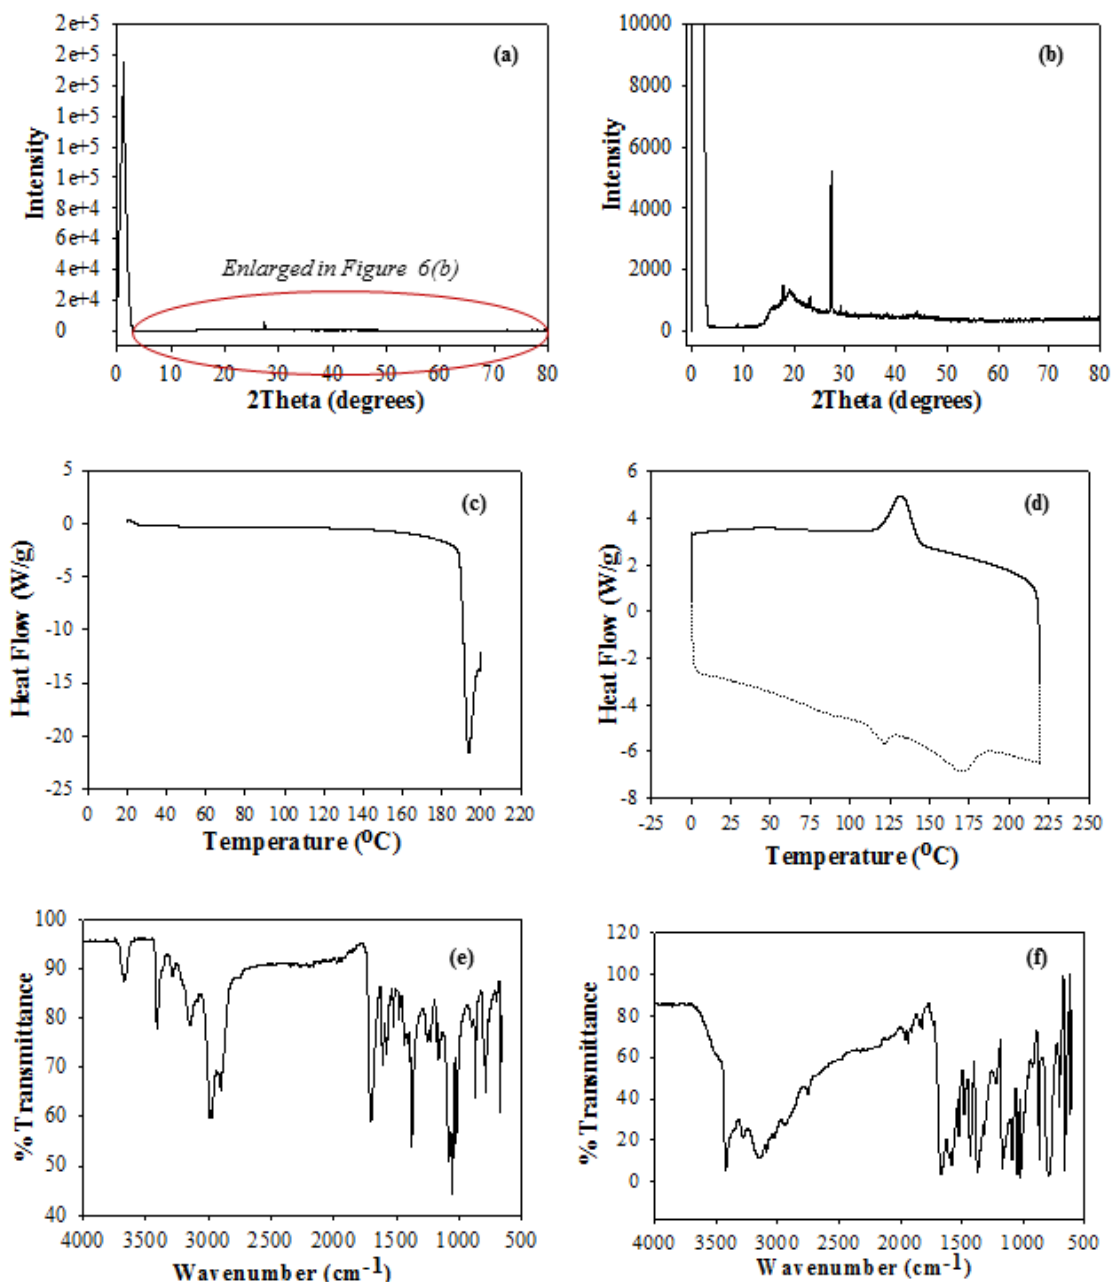 2e+5
2e+5
2e+5
1e+5
1e+5
1e+5
8e+4
6e+4
4e+4
2e+4
0
Intensity
(a)
Enlarged in Figure 6(b)
0 10 20 30 40 50 60 70 80
2Theta (degrees)
10000
8000
6000
4000
2000
0
Intensity
(b)
0 10 20 30 40 50 60 70 80
2Theta (degrees)
5
0
-5
-10
-15
-20
-25
Heat Flow (W/g)
(c)
0 20 40 60 80 100 120 140 160 180 200 220
Temperature (ºC)
6
4
2
0
-2
-4
-6
-8
Heat Flow (W/g)
(d)
-25 0 25 50 75 100 125 150 175 200 225 250
Temperature (ºC)
100
90
80
70
60
50
40
% Transmittance
(e)
4000 3500 3000 2500 2000 1500 1000 500
Wavenumber (cm⁻¹)
120
100
80
60
40
20
0
% Transmittance
(f)
4000 3500 3000 2500 2000 1500 1000 500
Wavenumber (cm⁻¹)